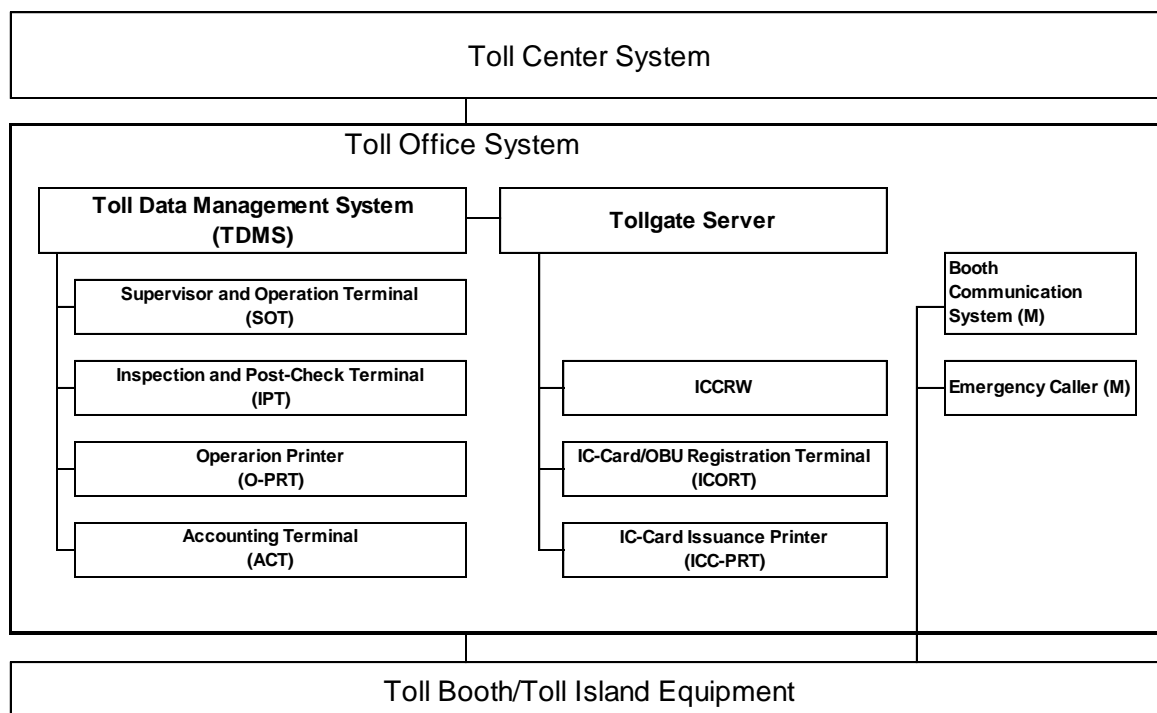 Toll Center System
Toll Office System
Toll Data Management System
(TDMS)
Tollgate Server
Supervisor and Operation Terminal
(SOT)
Inspection and Post-Check Terminal
(IPT)
Operarion Printer
(O-PRT)
Accounting Terminal
(ACT)
ICCRW
IC-Card/OBU Registration Terminal
(ICORT)
IC-Card Issuance Printer
(ICC-PRT)
Booth
Communication
System (M)
Emergency Caller (M)
Toll Booth/Toll Island Equipment